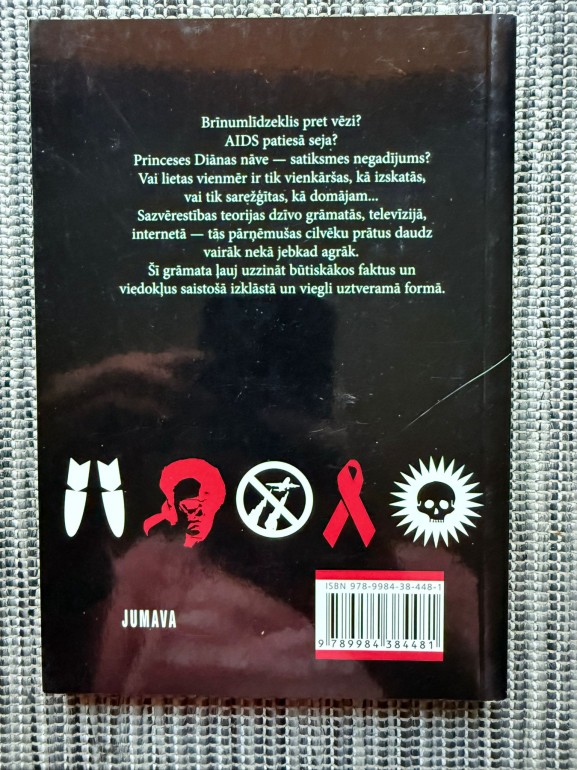 Brīnumlīdzeklis pret vēzi?
AIDS patiesā seja?
Princeses Diānas nāve — satiksmes negadījums?
Vai lietas vienmēr ir tik vienkāršas, kā izskatās,
vai tik sarežģītas, kā domājam...
Sazvērestības teorijas dzīvo grāmatās, televīzijā,
internetā — tās pārņēmušas cilvēku prātus daudz
vairāk nekā jebkad agrāk.
Šī grāmata ļauj uzzināt būtiskākos faktus un
viedokļus saistošā izklāstā un viegli uztveramā formā.
ISBN 978-9984-38-448-1
9 789984 384481
JUMAVA